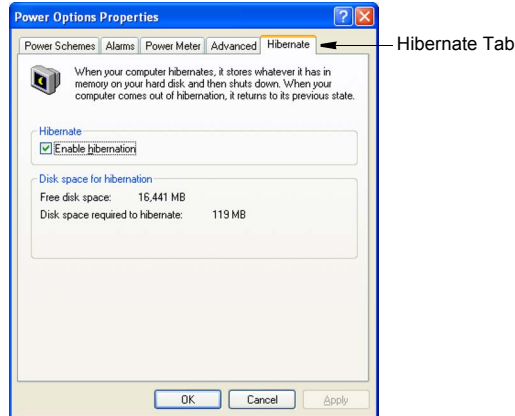 Power Options Properties
Power Schemes Alarms Power Meter Advanced Hibernate
Hibernate Tab
When your computer hibernates, it stores whatever it has in
memory on your hard disk and then shuts down. When your
computer comes out of hibernation, it returns to its previous state.
Hibernate
Enable hibernation
Disk space for hibernation
Free disk space: 16,441 MB
Disk space required to hibernate: 119 MB
OK Cancel Apply